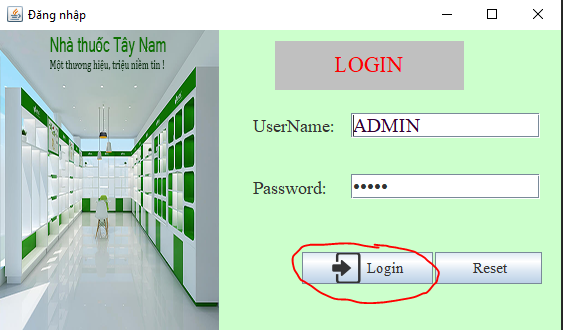 Đăng nhập
Nhà thuốc Tây Nam
Một thương hiệu, triệu niềm tin !
LOGIN
UserName: ADMIN
Password: •••••
Login Reset